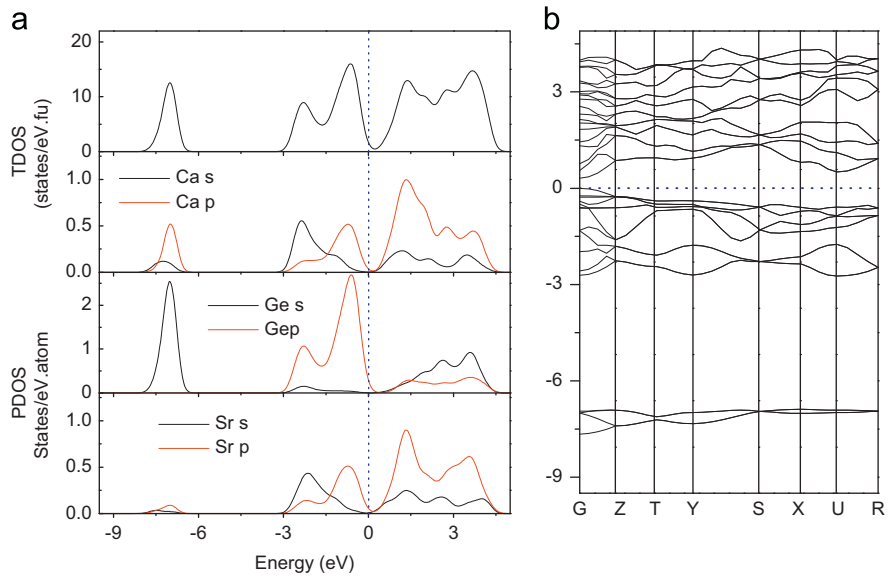 a
b
TDOS
(states/eV.fu)
20
10
0
Ca s
Ca p
1.0
0.5
0.0
PDOS
States/eV.atom
Ge s
Gep
2
1
0
Sr s
Sr p
1.0
0.5
0.0
-9 -6 -3 0 3
Energy (eV)
3
0
-3
-6
-9
G Z T Y S X U R